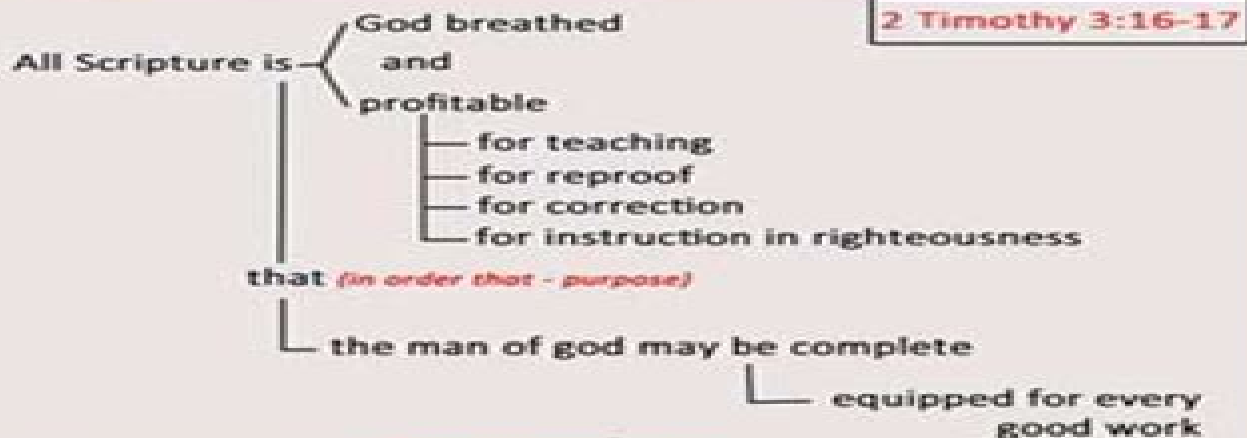 2 Timothy 3:16-17
God breathed
All Scripture is
and
profitable
for teaching
for reproof
for correction
for instruction in righteousness
that (in order that - purpose)
the man of god may be complete
equipped for every
good work